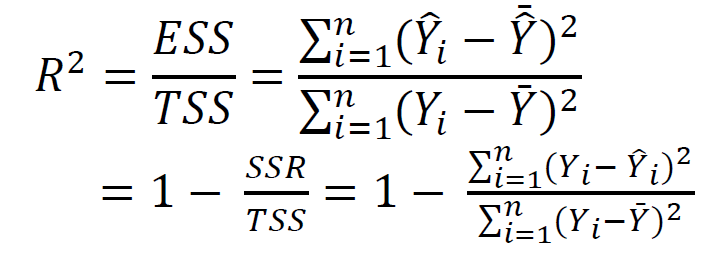 R² = ESS/TSS = ∑ⁿᵢ₌₁(Ŷᵢ − \bar{Ŷ})² / ∑ⁿᵢ₌₁(Yᵢ − Ȳ)²
= 1 − SSR/TSS = 1 − ∑ⁿᵢ₌₁(Yᵢ − Ŷᵢ)² / ∑ⁿᵢ₌₁(Yᵢ−Ȳ)²